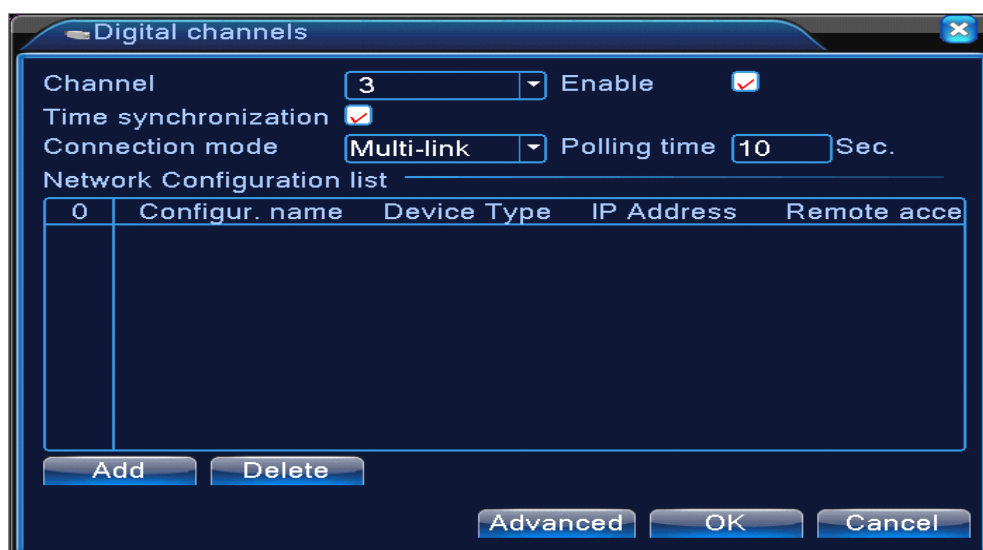 Digital channels
Channel 3 Enable
Time synchronization
Connection mode Multi-link Polling time 10 Sec.
Network Configuration list
0 Configur. name Device Type IP Address Remote acce
Add Delete
Advanced OK Cancel